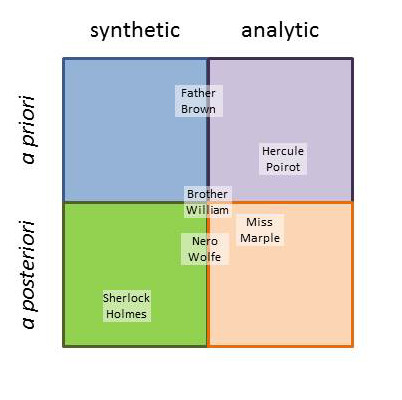 synthetic analytic
a priori
Father
Brown
Hercule
Poirot
Brother
William
a posteriori
Miss
Marple
Nero
Wolfe
Sherlock
Holmes